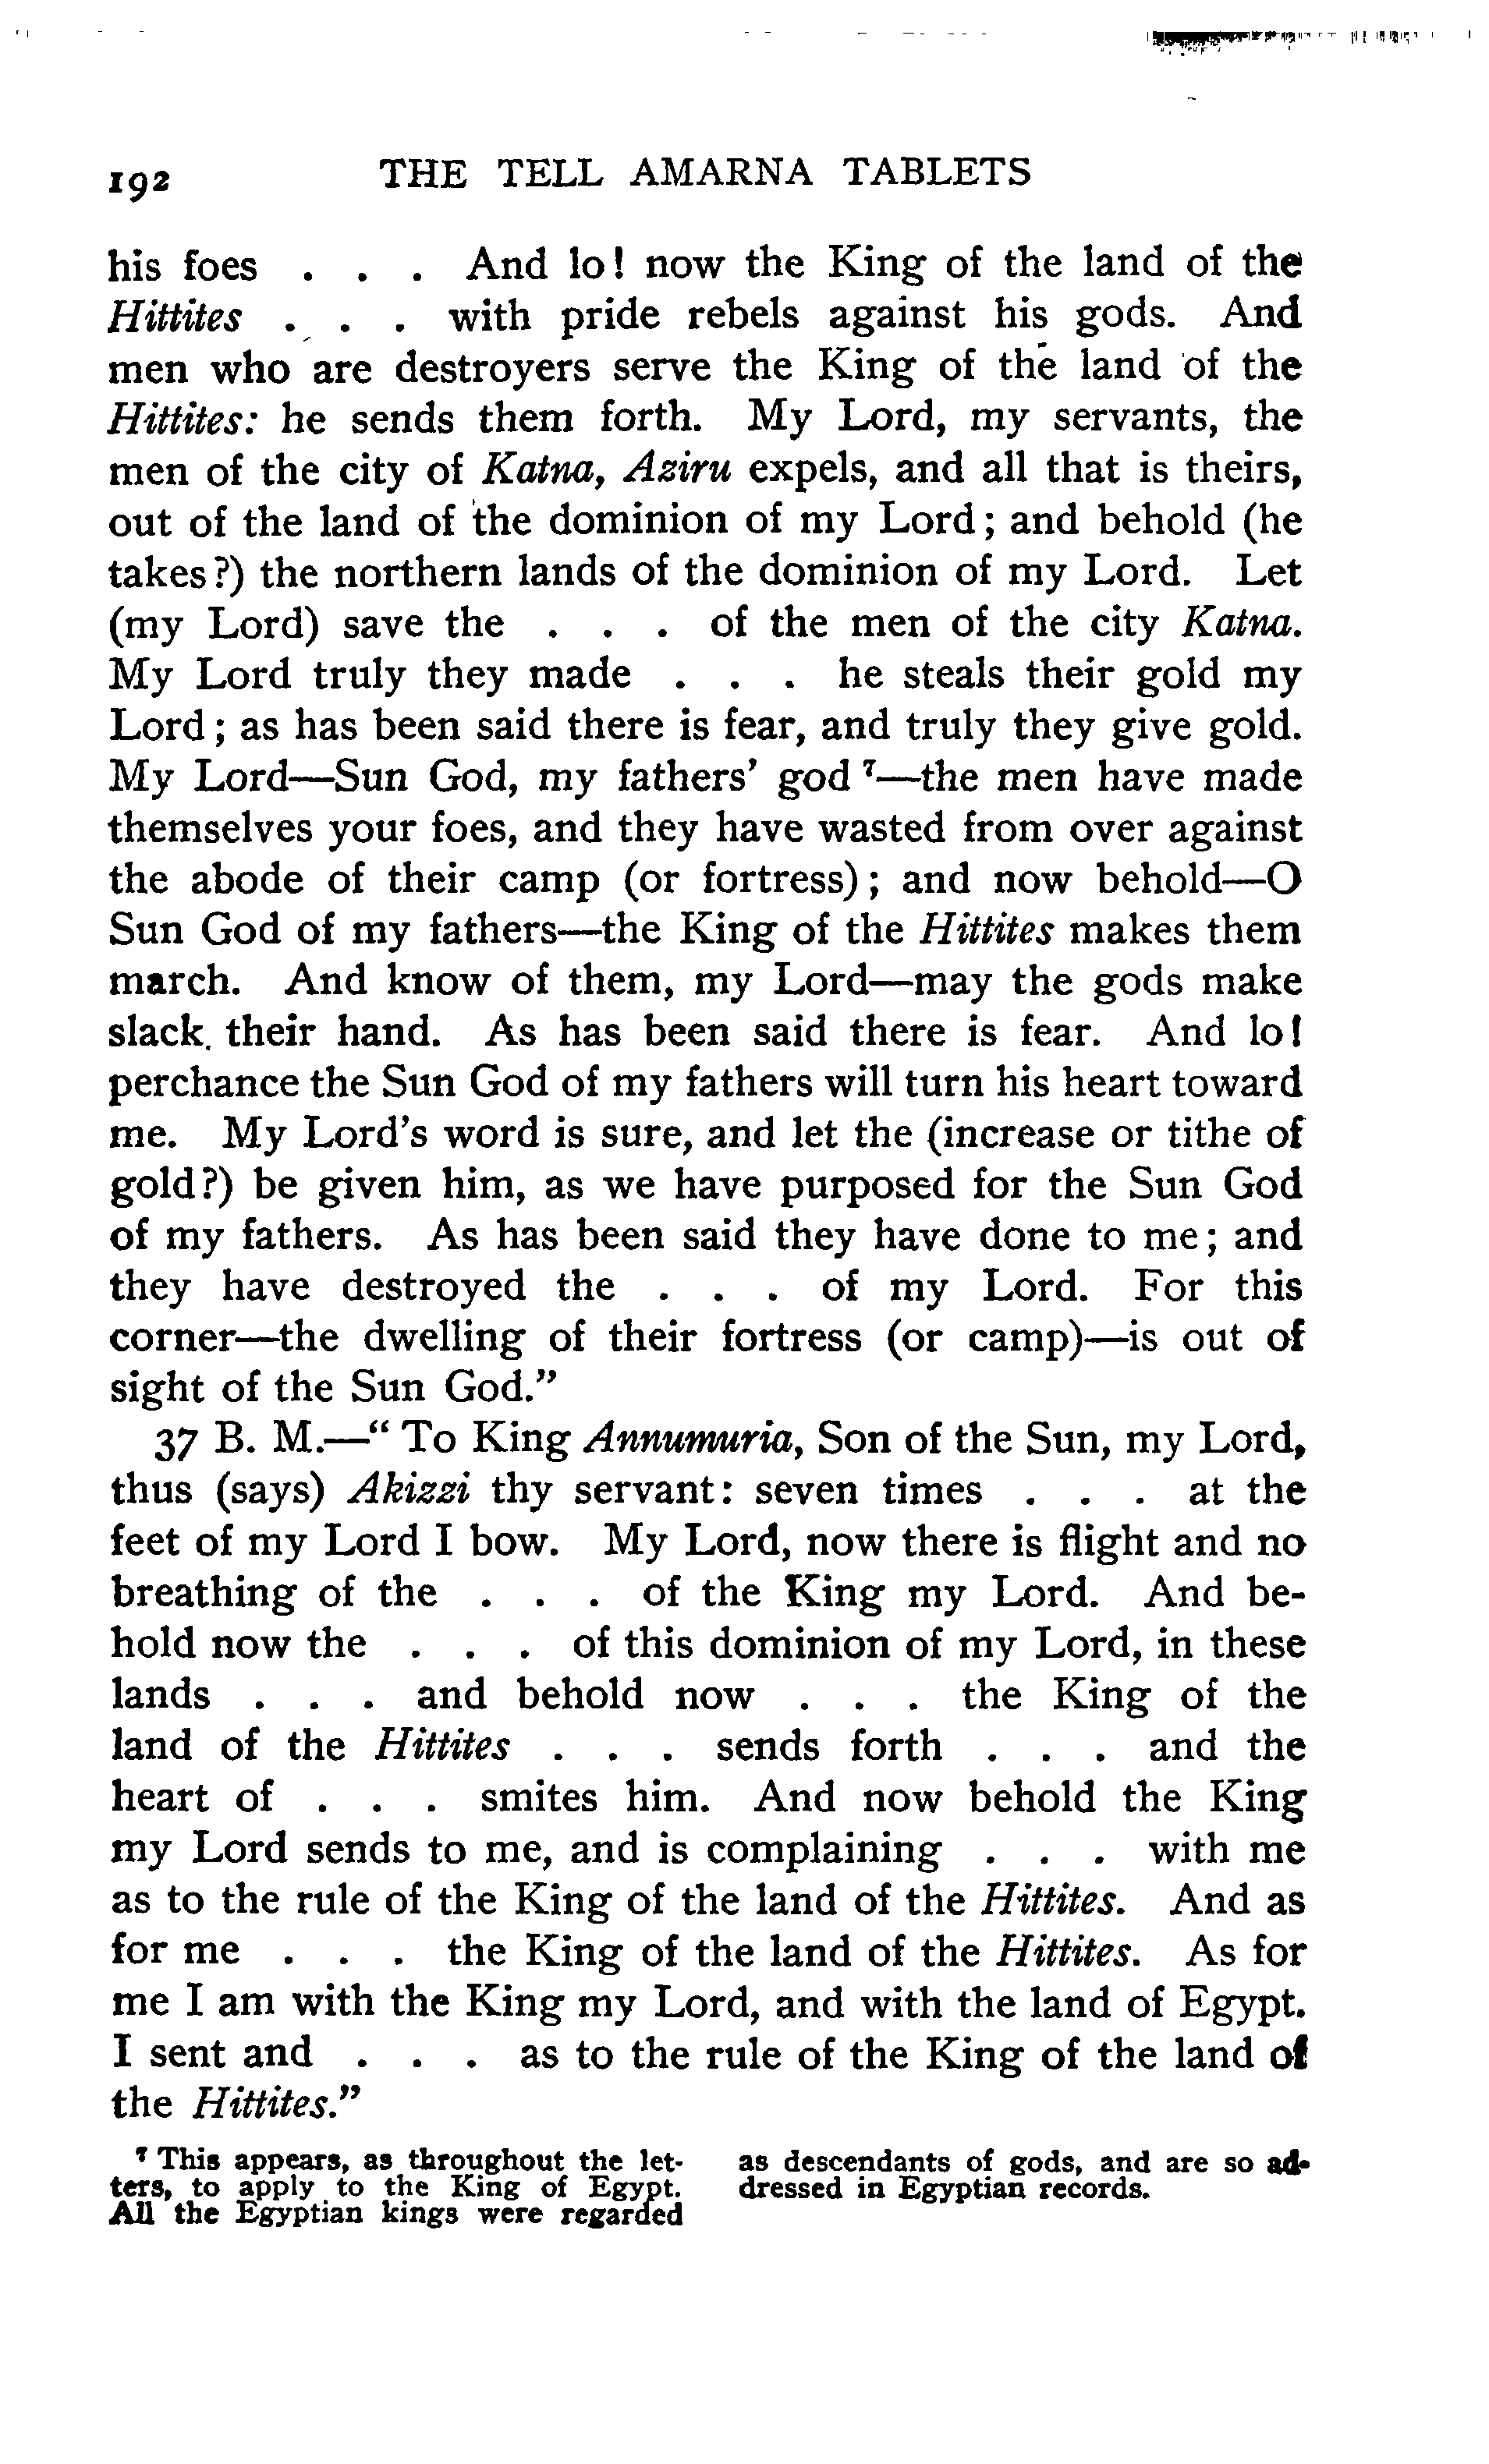 192 THE TELL AMARNA TABLETS
his foes . . . And lo! now the King of the land of the
Hittites . . . with pride rebels against his gods. And
men who are destroyers serve the King of the land of the
Hittites: he sends them forth. My Lord, my servants, the
men of the city of Katna, Aziru expels, and all that is theirs,
out of the land of the dominion of my Lord; and behold (he
takes?) the northern lands of the dominion of my Lord. Let
(my Lord) save the . . . of the men of the city Katna.
My Lord truly they made . . . he steals their gold my
Lord; as has been said there is fear, and truly they give gold.
My Lord—Sun God, my fathers' god ⁷—the men have made
themselves your foes, and they have wasted from over against
the abode of their camp (or fortress); and now behold—O
Sun God of my fathers—the King of the Hittites makes them
march. And know of them, my Lord—may the gods make
slack. their hand. As has been said there is fear. And lo!
perchance the Sun God of my fathers will turn his heart toward
me. My Lord's word is sure, and let the (increase or tithe of
gold?) be given him, as we have purposed for the Sun God
of my fathers. As has been said they have done to me; and
they have destroyed the . . . of my Lord. For this
corner—the dwelling of their fortress (or camp)—is out of
sight of the Sun God."
37 B. M.—" To King Annumuria, Son of the Sun, my Lord,
thus (says) Akizzi thy servant: seven times . . . at the
feet of my Lord I bow. My Lord, now there is flight and no
breathing of the . . . of the King my Lord. And be-
hold now the . . . of this dominion of my Lord, in these
lands . . . and behold now . . . the King of the
land of the Hittites . . . sends forth . . . and the
heart of . . . smites him. And now behold the King
my Lord sends to me, and is complaining . . . with me
as to the rule of the King of the land of the Hittites. And as
for me . . . the King of the land of the Hittites. As for
me I am with the King my Lord, and with the land of Egypt.
I sent and . . . as to the rule of the King of the land of
the Hittites."
⁷ This appears, as throughout the let-
ters, to apply to the King of Egypt.
All the Egyptian kings were regarded
as descendants of gods, and are so ad-
dressed in Egyptian records.